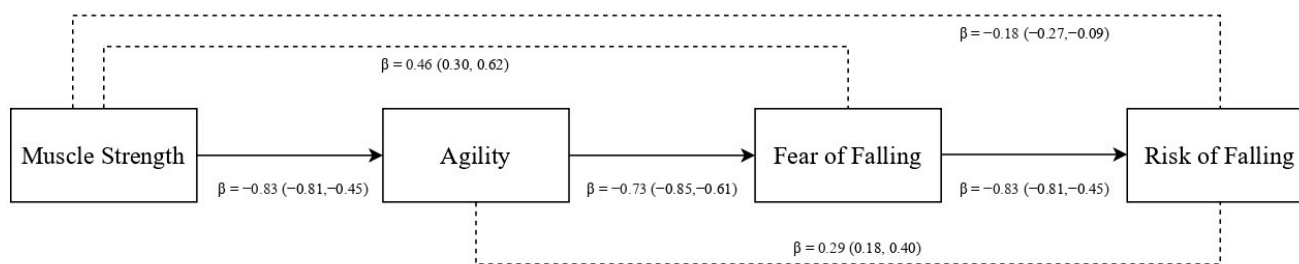 β = −0.18 (−0.27,−0.09)
β = 0.46 (0.30, 0.62)
Muscle Strength
Agility
Fear of Falling
Risk of Falling
β = −0.83 (−0.81,−0.45)
β = −0.73 (−0.85,−0.61)
β = −0.83 (−0.81,−0.45)
β = 0.29 (0.18, 0.40)